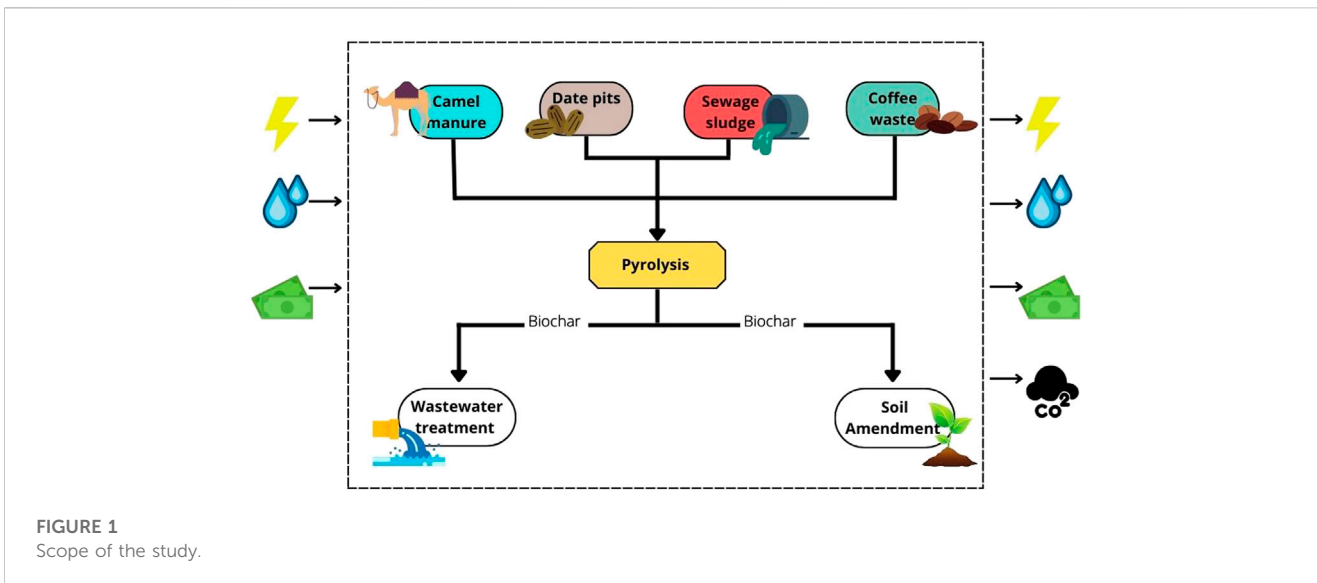 Camel
manure
Date pits
Sewage
sludge
Coffee
waste
Pyrolysis
Biochar
Biochar
Wastewater
treatment
Soil
Amendment
CO2
FIGURE 1
Scope of the study.